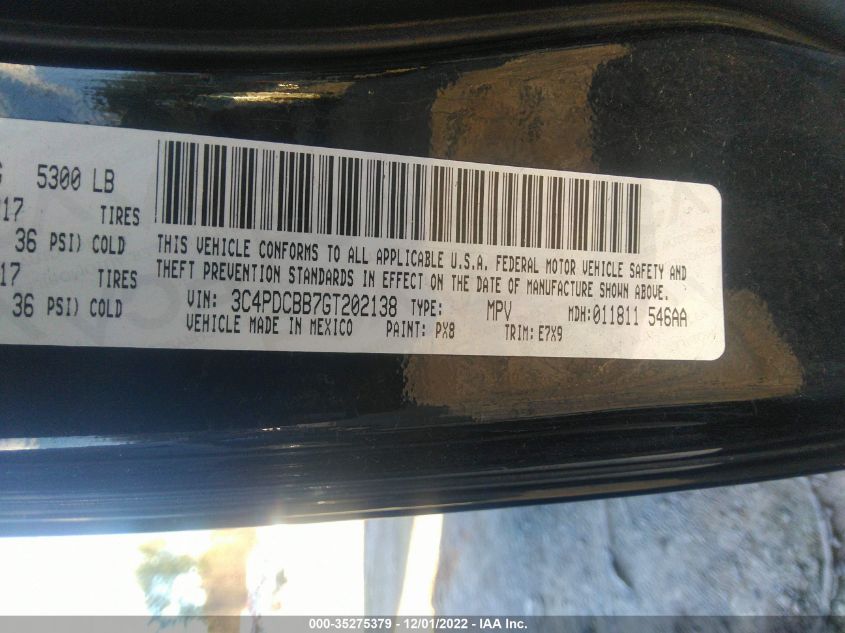 G 5300 LB
17 TIRES
36 PSI) COLD
17 TIRES
36 PSI) COLD
THIS VEHICLE CONFORMS TO ALL APPLICABLE U.S.A. FEDERAL MOTOR VEHICLE SAFETY AND
THEFT PREVENTION STANDARDS IN EFFECT ON THE DATE OF MANUFACTURE SHOWN ABOVE.
VIN: 3C4PDCBB7GT202138 TYPE: MPV MDH:011811 546AA
VEHICLE MADE IN MEXICO PAINT: PX8 TRIM: E7X9
000-35275379 - 12/01/2022 - IAA Inc.